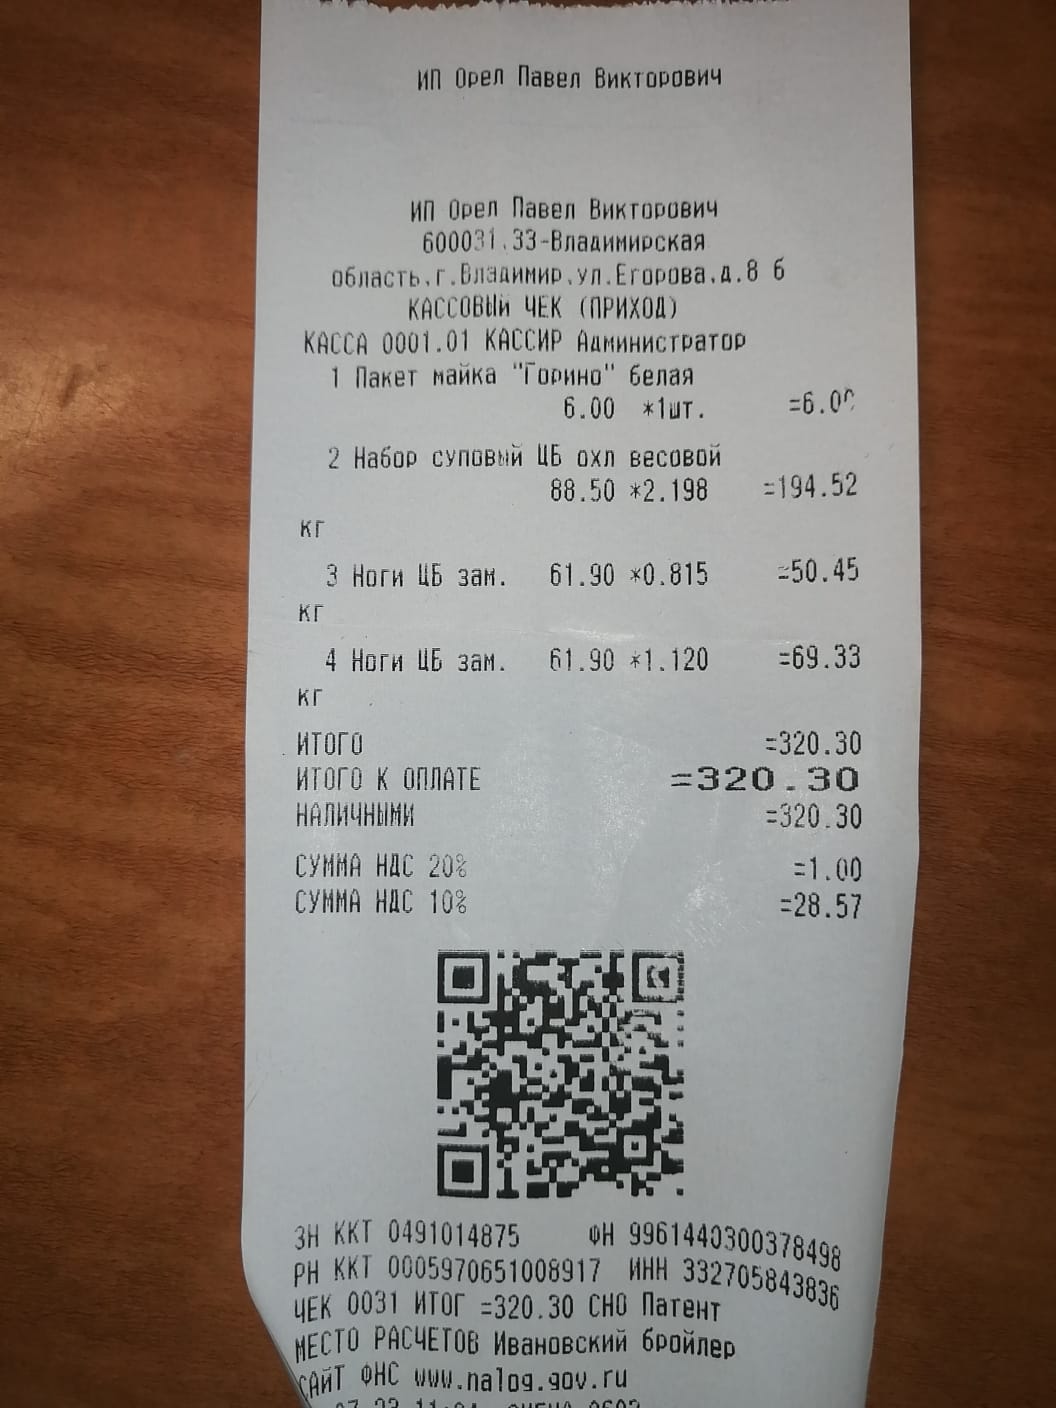 ИП Орел Павел Викторович
ИП Орел Павел Викторович
600031,33-Владимирская
область,г.Владимир,ул.Егорова,д.8 б
КАССОВЫЙ ЧЕК (ПРИХОД)
КАССА 0001.01 КАССИР Администратор
1 Пакет майка "Горино" белая
6.00 *1шт. =6.00
2 Набор суповый ЦБ охл весовой
88.50 *2.198 =194.52
кг
3 Ноги ЦБ зам. 61.90 *0.815 =50.45
кг
4 Ноги ЦБ зам. 61.90 *1.120 =69.33
кг
ИТОГО =320.30
ИТОГО К ОПЛАТЕ =320.30
НАЛИЧНЫМИ =320.30
СУММА НДС 20% =1.00
СУММА НДС 10% =28.57
ЗН ККТ 0491014875 ФН 9961440300378498
РН ККТ 0005970651008917 ИНН 332705843836
ЧЕК 0031 ИТОГ =320.30 СНО Патент
МЕСТО РАСЧЕТОВ Ивановский бройлер
САЙТ ФНС www.nalog.gov.ru